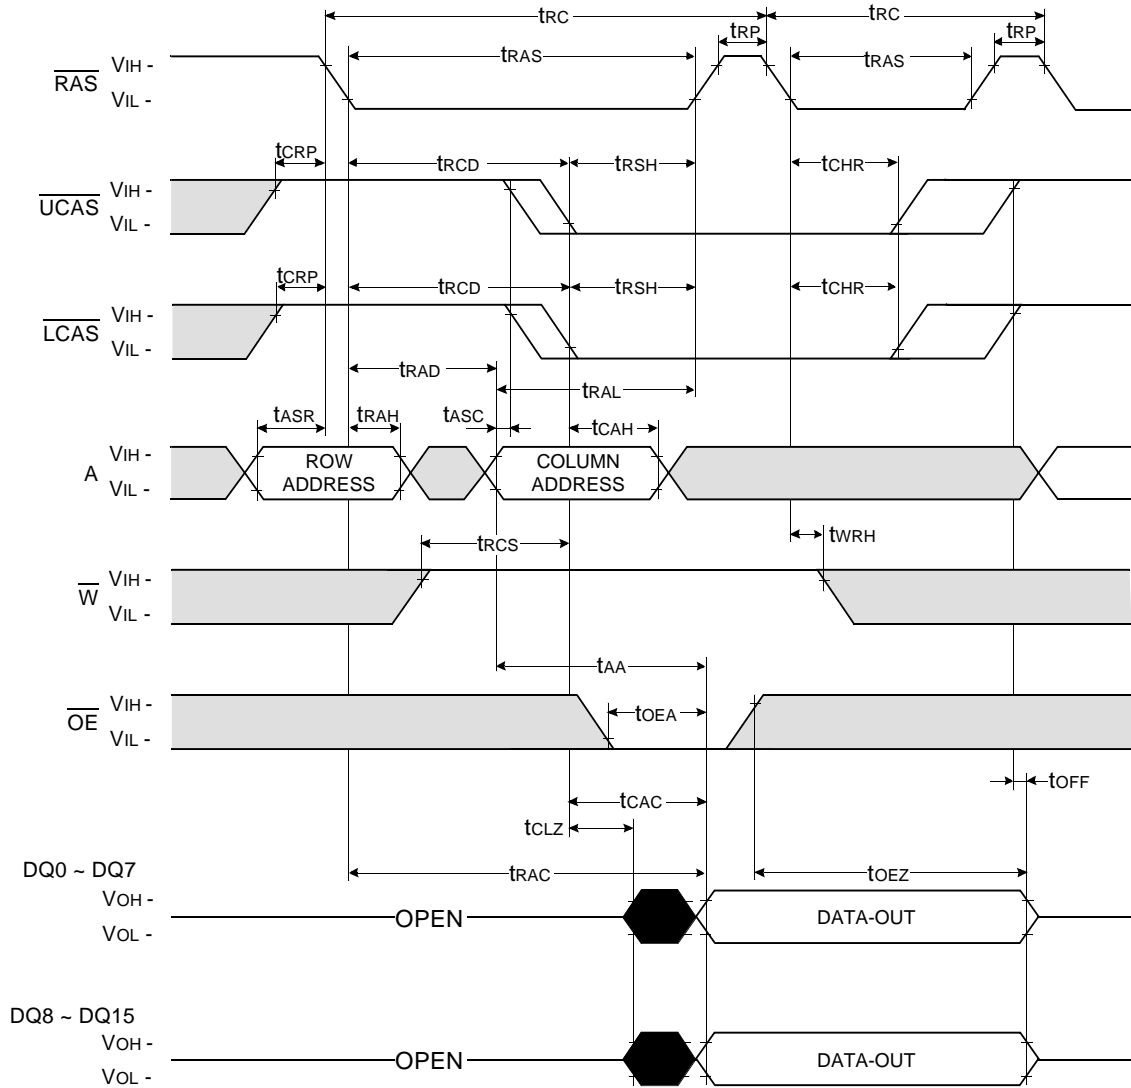 tRC tRC
tRP tRP
tRAS tRAS
RAS VIH -
VIL -
tCRP tRCD tRSH tCHR
UCAS VIH -
VIL -
tCRP tRCD tRSH tCHR
LCAS VIH -
VIL -
tRAD
tRAL
tASR tRAH tASC tCAH
A VIH -
VIL -
ROW
ADDRESS
COLUMN
ADDRESS
tRCS tWRH
W VIH -
VIL -
tAA
OE VIH -
VIL -
tOEA
tOFF
tCAC
tCLZ
tRAC tOEZ
DQ0 ~ DQ7
VOH -
VOL -
OPEN DATA-OUT
DQ8 ~ DQ15
VOH -
VOL -
OPEN DATA-OUT